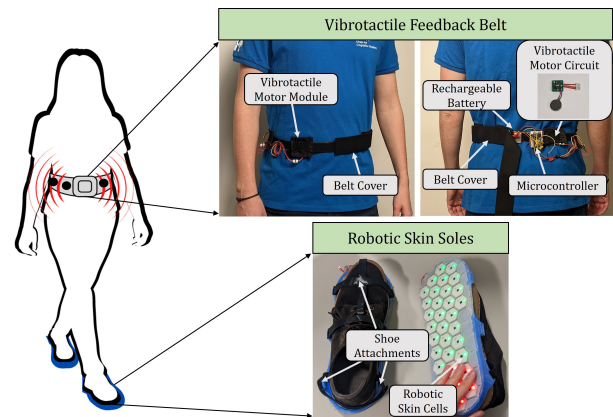 Vibrotactile Feedback Belt
Vibrotactile
Motor Module
Belt Cover
Vibrotactile
Motor Circuit
Rechargeable
Battery
Belt Cover
Microcontroller
Robotic Skin Soles
Shoe
Attachments
Robotic
Skin Cells